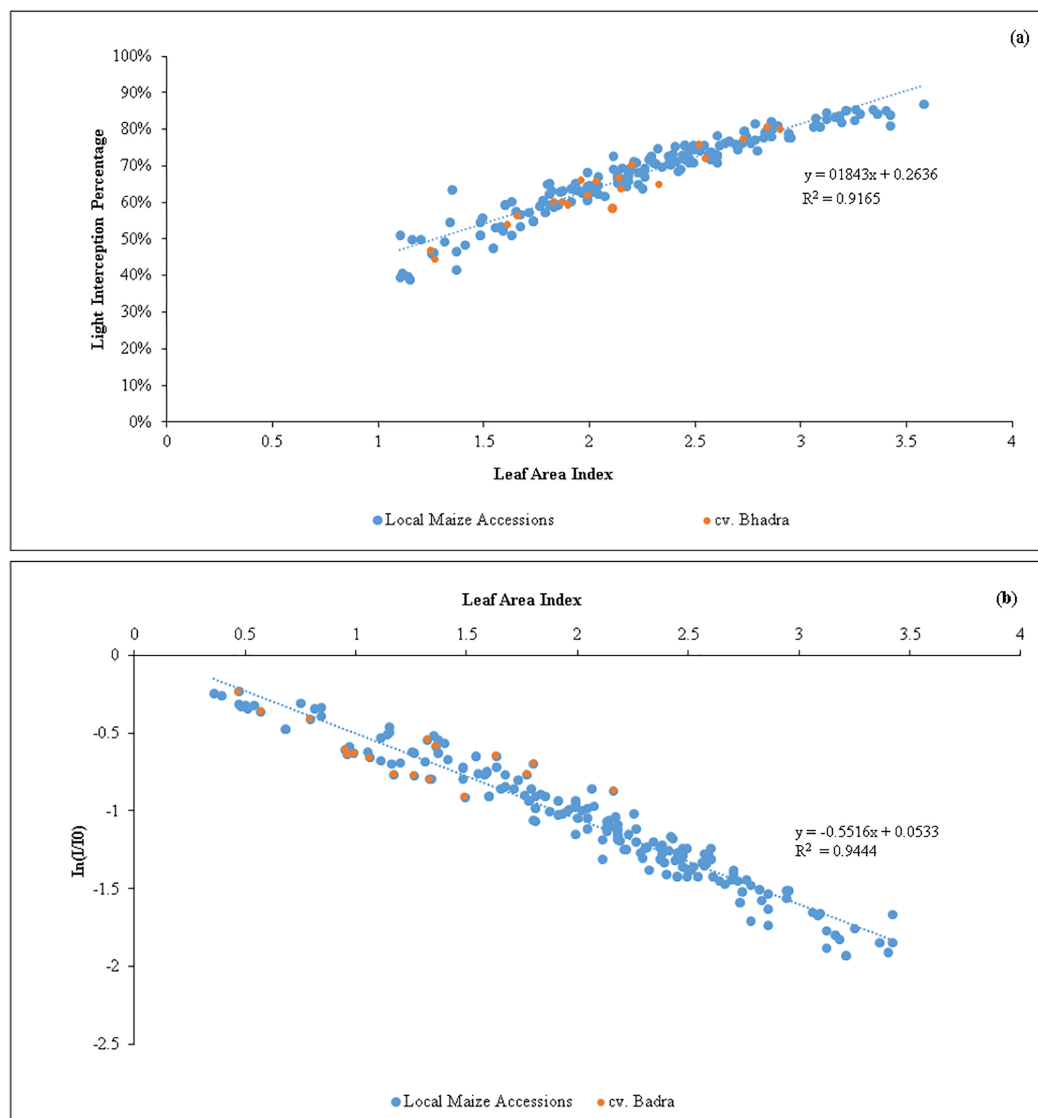 (a)
100%
90%
80%
70%
60%
50%
40%
30%
20%
10%
0%
Light Interception Percentage
y = 01843x + 0.2636
R² = 0.9165
0 0.5 1 1.5 2 2.5 3 3.5 4
Leaf Area Index
Local Maize Accessions cv. Bhadra
Leaf Area Index
(b)
0 0.5 1 1.5 2 2.5 3 3.5 4
0
-0.5
-1
-1.5
-2
-2.5
In(I/I0)
y = -0.5516x + 0.0533
R² = 0.9444
Local Maize Accessions cv. Badra